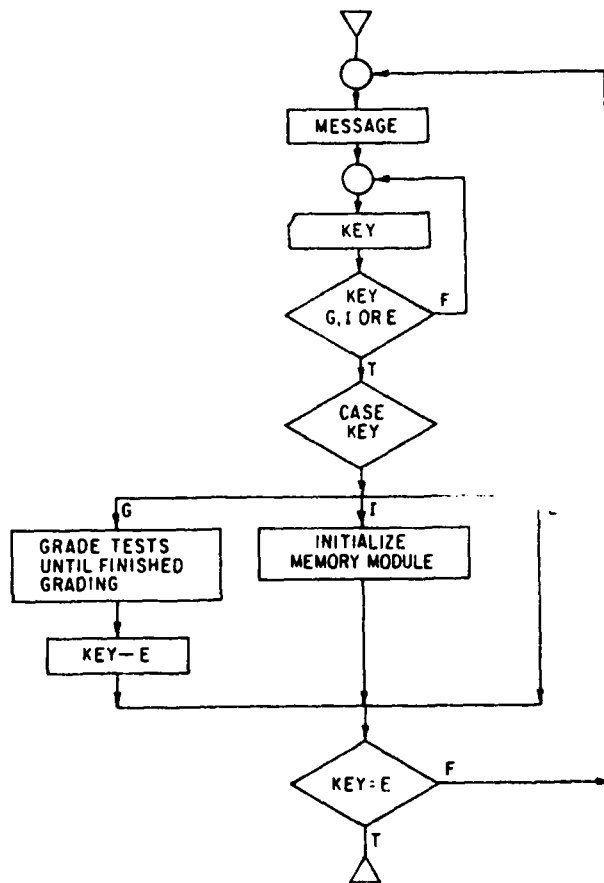 MESSAGE
KEY
KEY
G, I OR E
F
T
CASE
KEY
G
I
GRADE TESTS
UNTIL FINISHED
GRADING
INITIALIZE
MEMORY MODULE
KEY— E
KEY=E
F
T